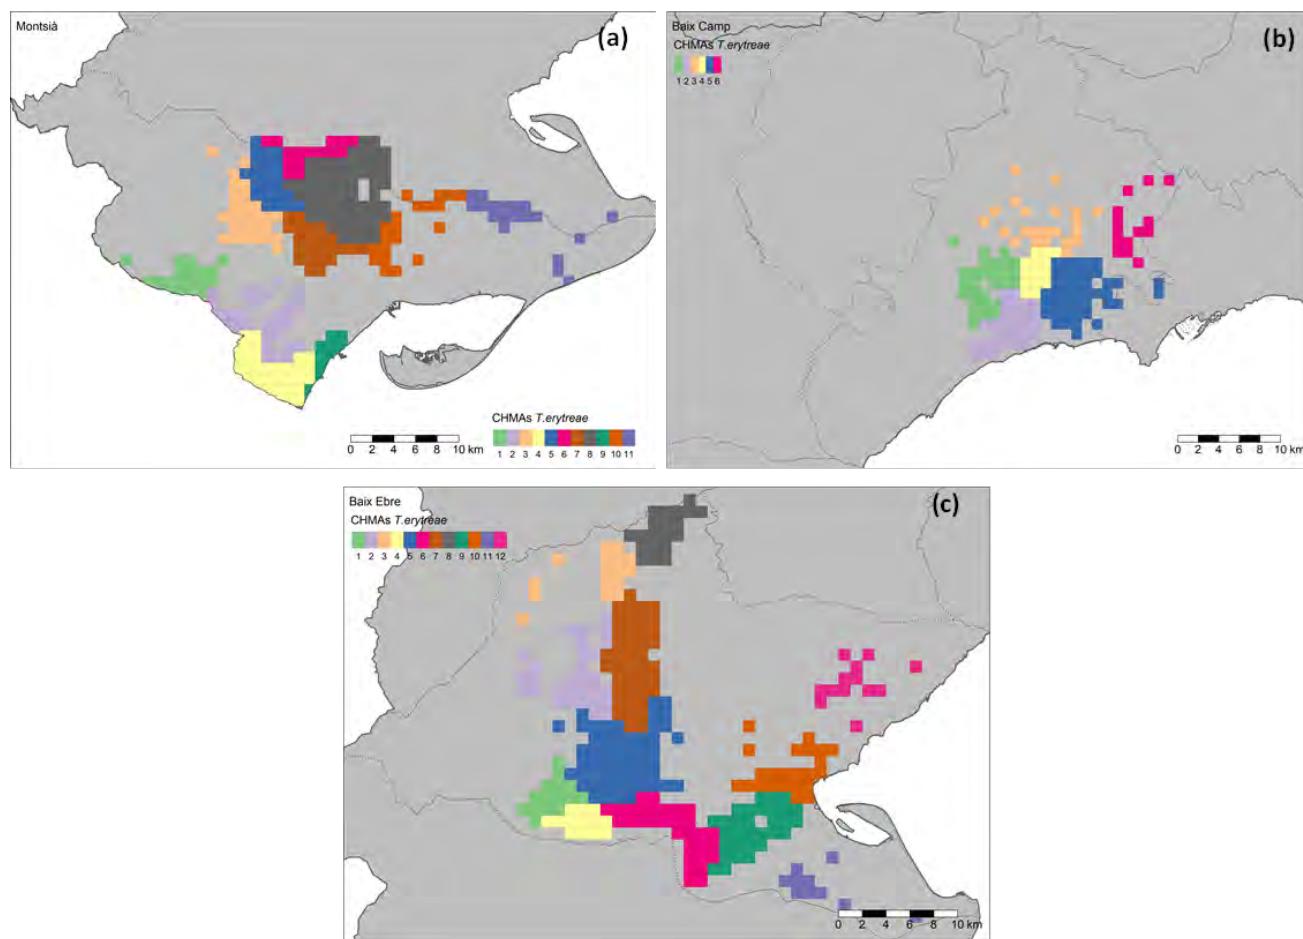 Montsià
(a)
CHMAs T.erytreae
1 2 3 4 5 6 7 8 9 10 11
0 2 4 6 8 10 km
Baix Camp
(b)
CHMAs T.erytreae
1 2 3 4 5 6
0 2 4 6 8 10 km
Baix Ebre
(c)
CHMAs T.erytreae
1 2 3 4 5 6 7 8 9 10 11 12
0 2 4 6 8 10 km